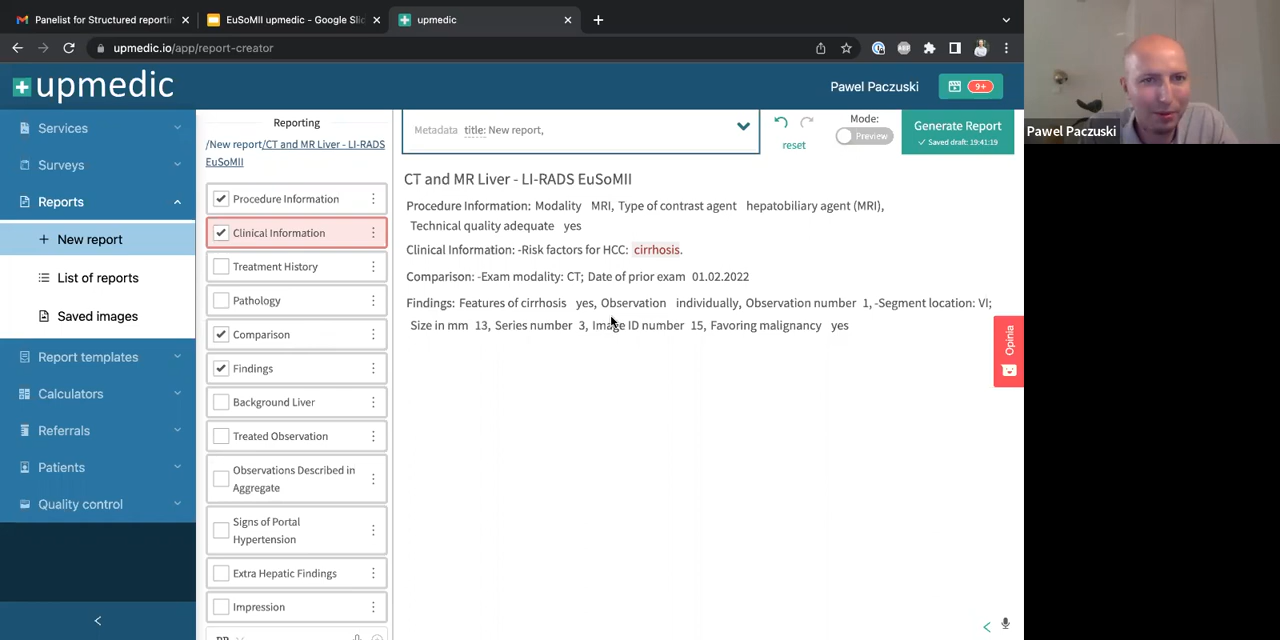 Panelist for Structured reportin
EuSoMII upmedic - Google Slid
upmedic
upmedic.io/app/report-creator
upmedic
Pawel Paczuski
9+
Services
Surveys
Reports
New report
List of reports
Saved images
Report templates
Calculators
Referrals
Patients
Quality control
Reporting
/New report/CT and MR Liver - LI-RADS
EuSoMII
Procedure Information
Clinical Information
Treatment History
Pathology
Comparison
Findings
Background Liver
Treated Observation
Observations Described in
Aggregate
Signs of Portal
Hypertension
Extra Hepatic Findings
Impression
Metadata title: New report,
reset
Mode:
Preview
Generate Report
Saved draft: 19:41:19
CT and MR Liver - LI-RADS EuSoMII
Procedure Information: Modality MRI, Type of contrast agent hepatobiliary agent (MRI),
Technical quality adequate yes
Clinical Information: -Risk factors for HCC: cirrhosis.
Comparison: -Exam modality: CT; Date of prior exam 01.02.2022
Findings: Features of cirrhosis yes, Observation individually, Observation number 1, -Segment location: VI;
Size in mm 13, Series number 3, Image ID number 15, Favoring malignancy yes
Opinia
Pawel Paczuski